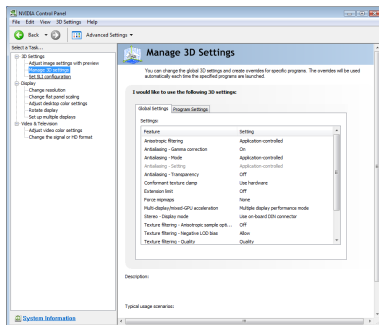 NVIDIA Control Panel
File Edit View 3D Settings Help
Back Advanced Settings
Select a Task...
3D Settings
Adjust image settings with preview
Manage 3D settings
Set SLI configuration
Display
Change resolution
Change flat panel scaling
Adjust desktop color settings
Rotate display
Set up multiple displays
Video & Television
Adjust video color settings
Change the signal or HD format
System Information
Manage 3D Settings
You can change the global 3D settings and create overrides for specific programs. The overrides will be used
automatically each time the specified programs are launched.
I would like to use the following 3D settings:
Global Settings Program Settings
Settings:
Feature Setting
Anisotropic filtering Application-controlled
Antialiasing - Gamma correction On
Antialiasing - Mode Application-controlled
Antialiasing - Setting Application-controlled
Antialiasing - Transparency Off
Conformant texture clamp Use hardware
Extension limit Off
Force mipmaps None
Multi-display/mixed-GPU acceleration Multiple display performance mode
Stereo - Display mode Use on-board DIN connector
Texture filtering - Anisotropic sample opti... Off
Texture filtering - Negative LOD bias Allow
Texture filtering - Quality Quality
Description:
Typical usage scenarios: